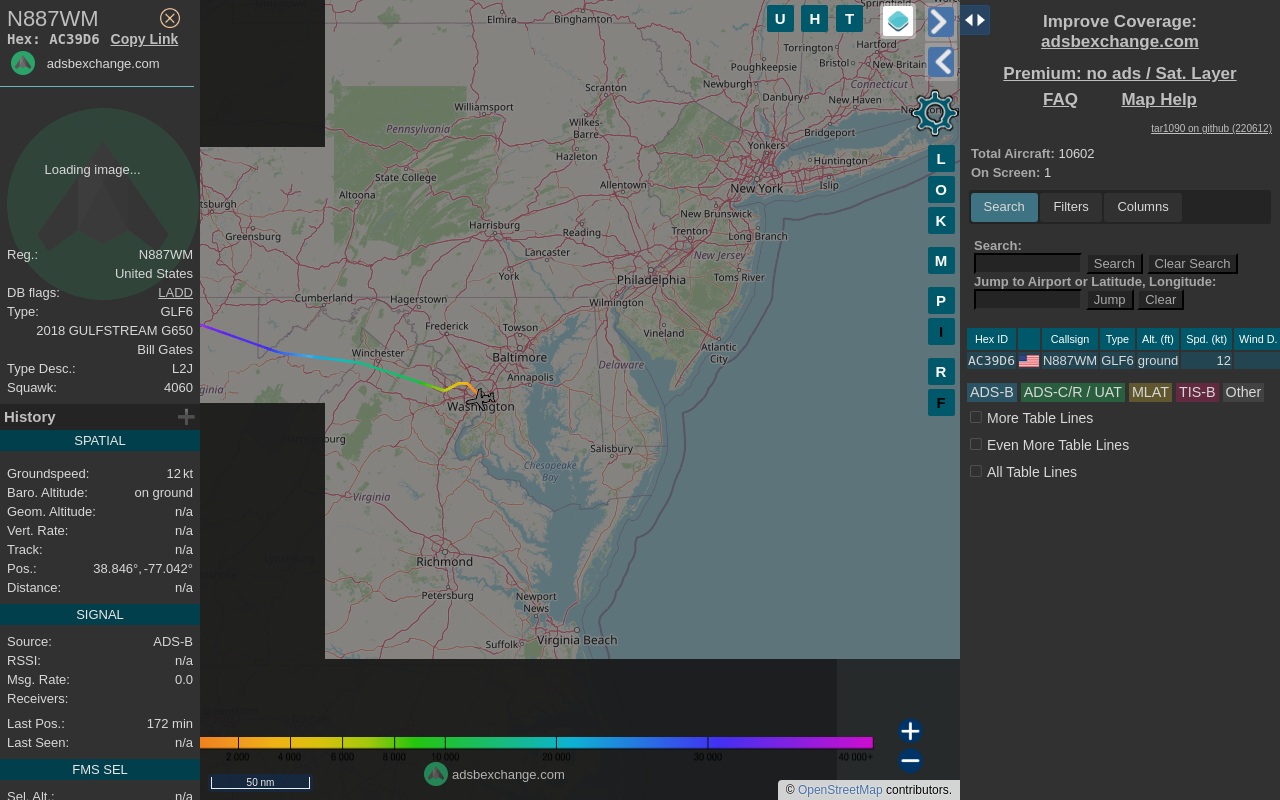 N887WM
Hex: AC39D6 Copy Link
adsbexchange.com
Loading image...
Reg.: N887WM
United States
DB flags: LADD
Type: GLF6
2018 GULFSTREAM G650
Bill Gates
Type Desc.: L2J
Squawk: 4060
History
SPATIAL
Groundspeed: 12 kt
Baro. Altitude: on ground
Geom. Altitude: n/a
Vert. Rate: n/a
Track: n/a
Pos.: 38.846°, -77.042°
Distance: n/a
SIGNAL
Source: ADS-B
RSSI: n/a
Msg. Rate: 0.0
Receivers:
Last Pos.: 172 min
Last Seen: n/a
FMS SEL
Sel. Alt.: n/a
Elmira
Binghamton
Springfield
Torrington
Hartford
Bristol
New Britain
Poughkeepsie
Newburgh
Connecticut
Scranton
Danbury
New Haven
Williamsport
Wilkes-
Barre
Pennsylvania
Bridgeport
Yonkers
Hazleton
Huntington
State College
Allentown
New York
Islip
Altoona
tsburgh
New Brunswick
Harrisburg
Reading
Trenton
Long Branch
Greensburg
Lancaster
New Jersey
York
Philadelphia
Toms River
Cumberland
Hagerstown
Wilmington
Frederick
Towson
Vineland
Winchester
Baltimore
Atlantic
City
Delaware
Annapolis
ginia
Washington
Salisbury
Chesapeake
Bay
Virginia
Richmond
Petersburg
Newport
News
Suffolk
Virginia Beach
U H T
L
O
K
M
P
I
R
F
2 000 4 000 6 000 8 000 10 000 20 000 30 000 40 000+
adsbexchange.com
50 nm
© OpenStreetMap contributors.
Improve Coverage:
adsbexchange.com
Premium: no ads / Sat. Layer
FAQ Map Help
tar1090 on github (220612)
Total Aircraft: 10602
On Screen: 1
Search Filters Columns
Search:
Search Clear Search
Jump to Airport or Latitude, Longitude:
Jump Clear
Hex ID Callsign Type Alt. (ft) Spd. (kt) Wind D.
AC39D6 N887WM GLF6 ground 12
ADS-B ADS-C/R / UAT MLAT TIS-B Other
More Table Lines
Even More Table Lines
All Table Lines